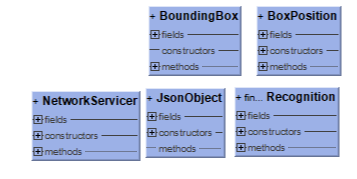 + BoundingBox
fields
constructors
methods
+ BoxPosition
fields
constructors
methods
+ NetworkServicer
fields
constructors
methods
+ JsonObject
fields
constructors
methods
+ fin... Recognition
fields
constructors
methods